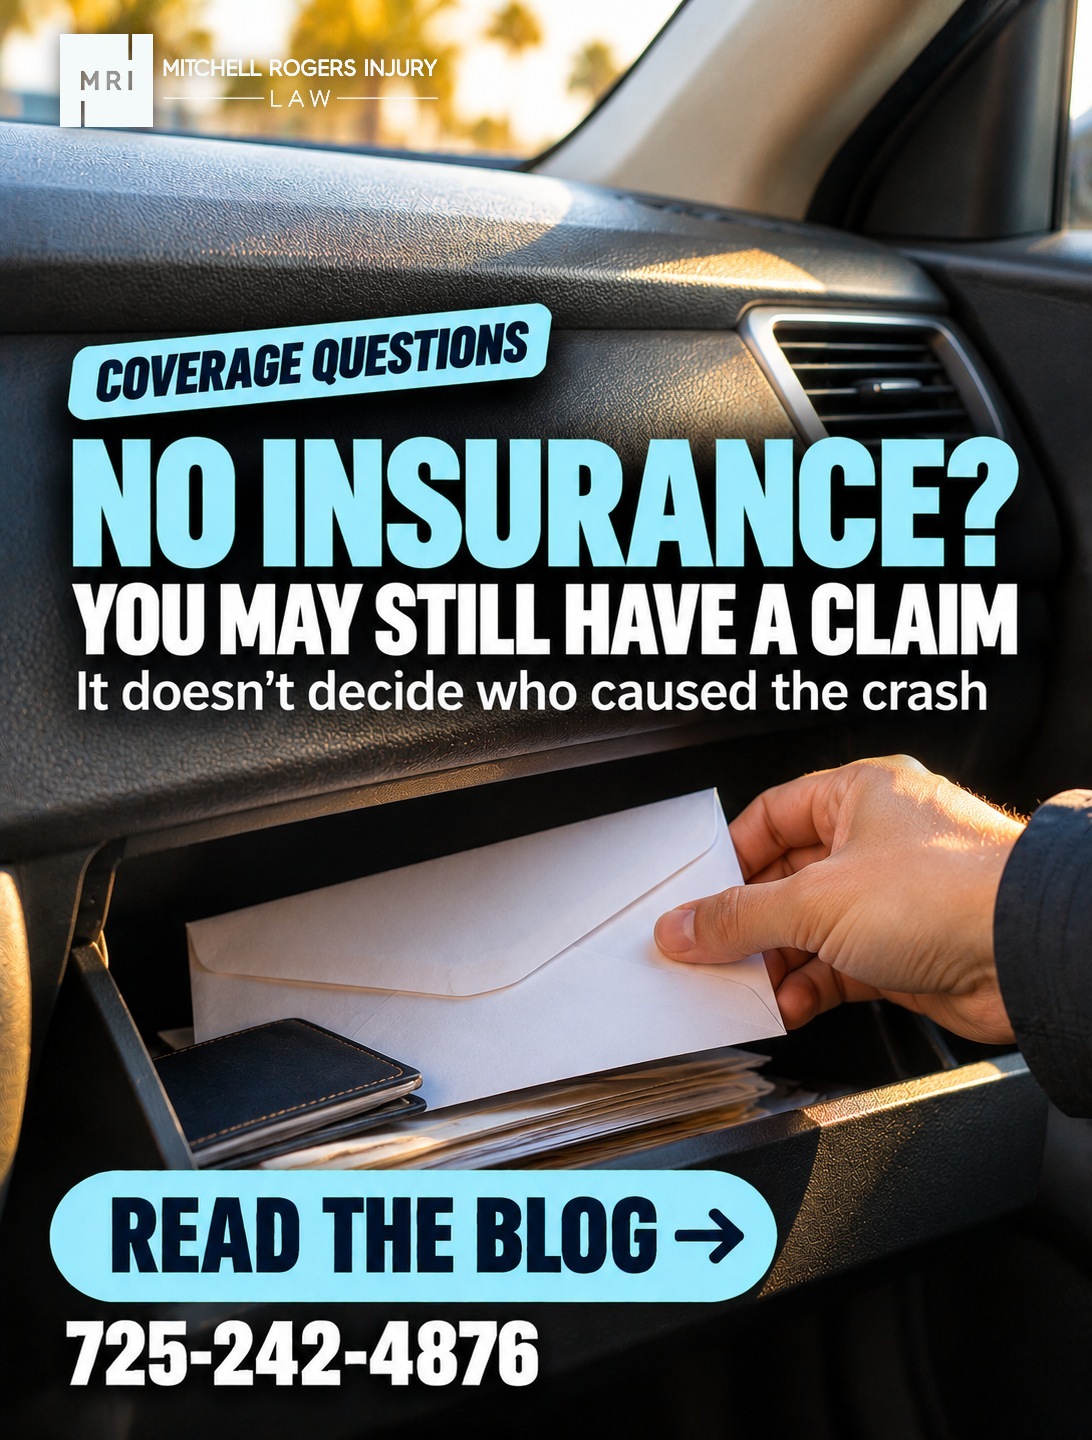 MRI
MITCHELL ROGERS INJURY
LAW
COVERAGE QUESTIONS
NO INSURANCE?
YOU MAY STILL HAVE A CLAIM
It doesn't decide who caused the crash
READ THE BLOG →
725-242-4876